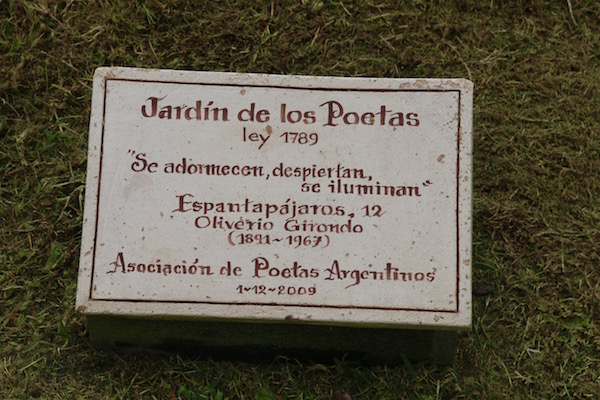 Jardín de los Poetas
ley 1789
"Se adormecen, despiertan,
se iluminan"
Espantapájaros, 12
Oliverio Girondo
(1891-1967)
Asociación de Poetas Argentinos
1-12-2009